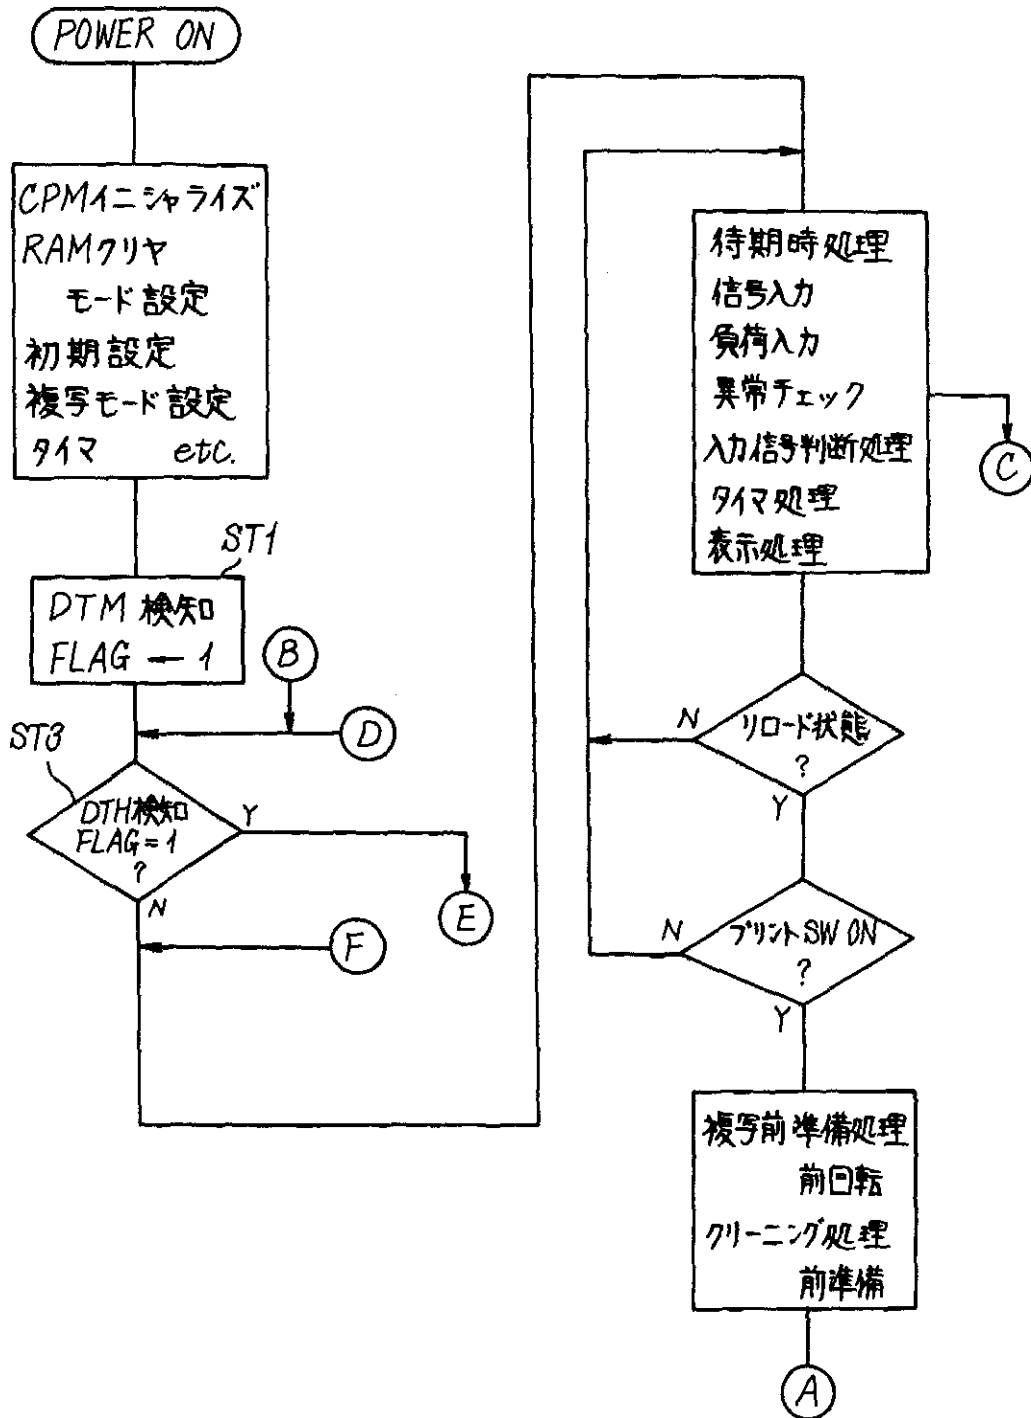 POWER ON
CPMイニシャライズ
RAMクリヤ
モード設定
初期設定
複写モード設定
タイマ etc.
ST1
DTM 検知
FLAG ← 1
B
D
ST3
DTH検知
FLAG=1
?
Y
N
E
F
待期時処理
信号入力
負荷入力
異常チェック
入力信号判断処理
タイマ処理
表示処理
C
N
リロード状態
?
Y
N
プリントSW ON
?
Y
複写前準備処理
前回転
クリーニング処理
前準備
A